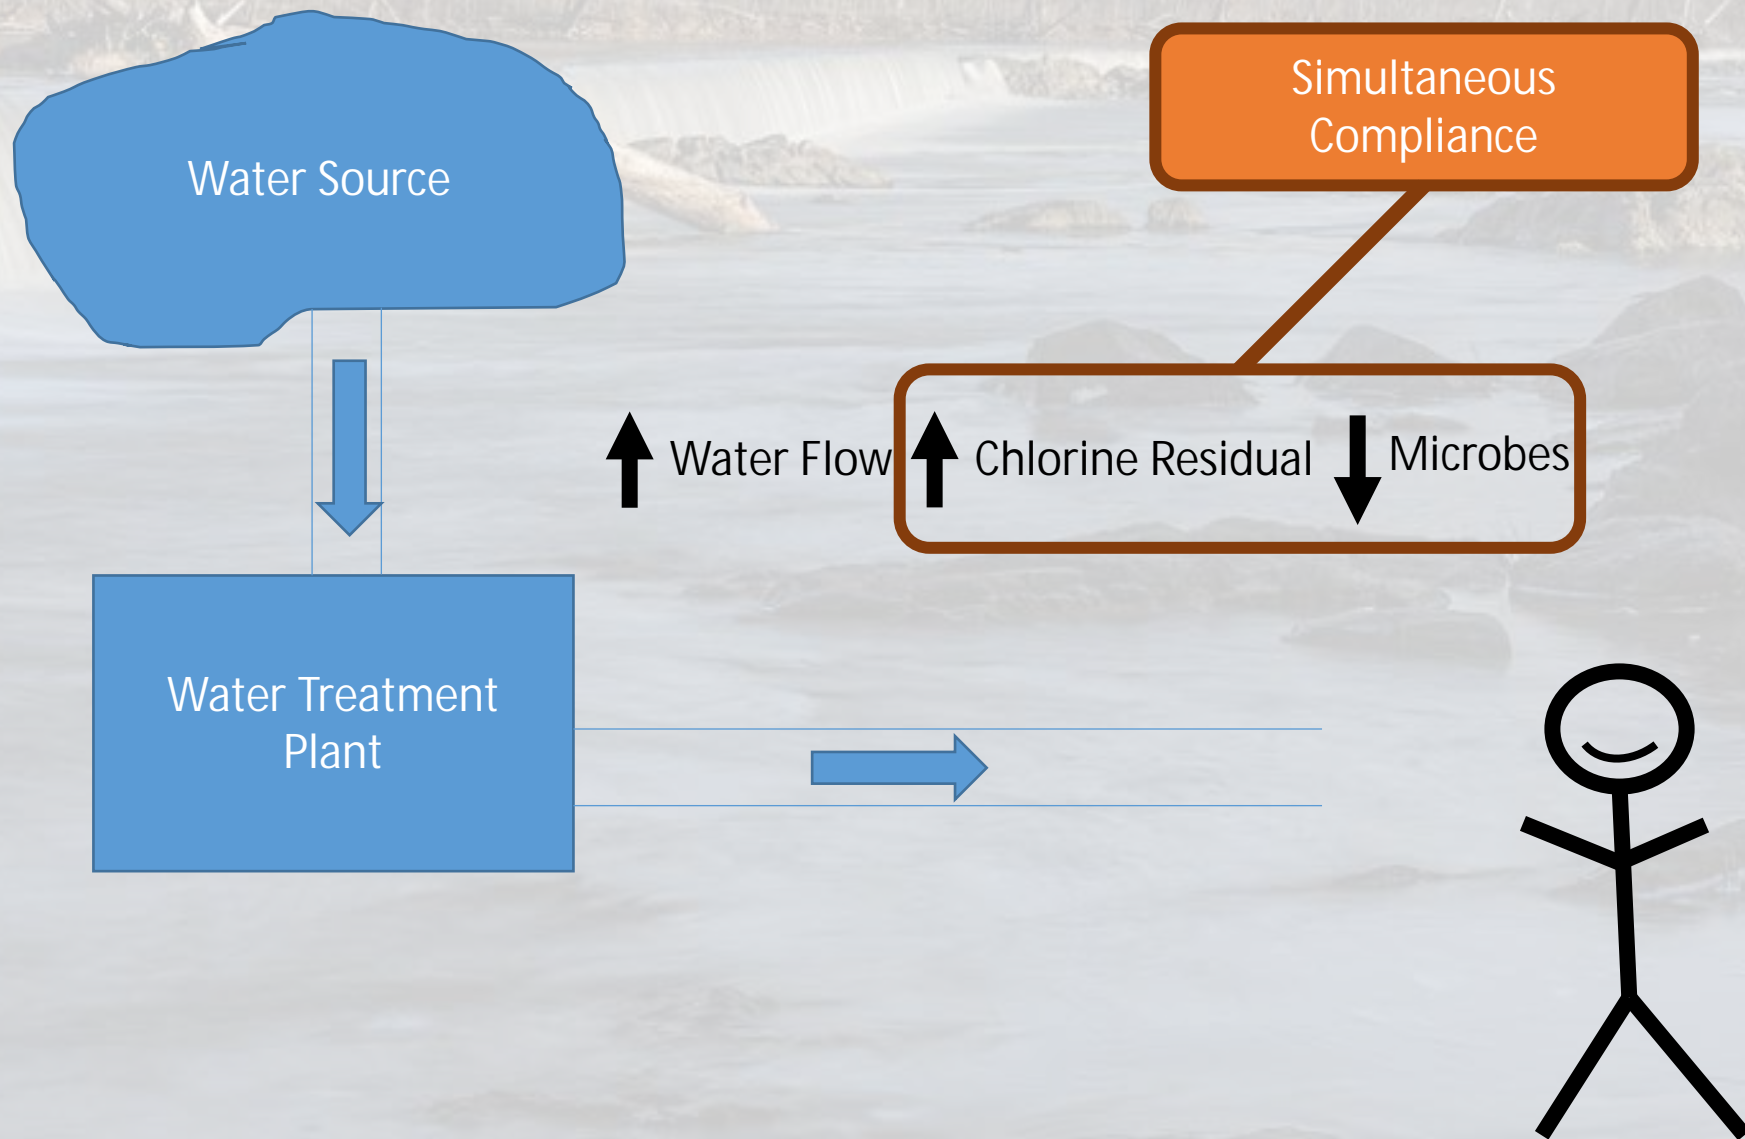 Water Source
Simultaneous
Compliance
Water Flow
Chlorine Residual
Microbes
Water Treatment
Plant